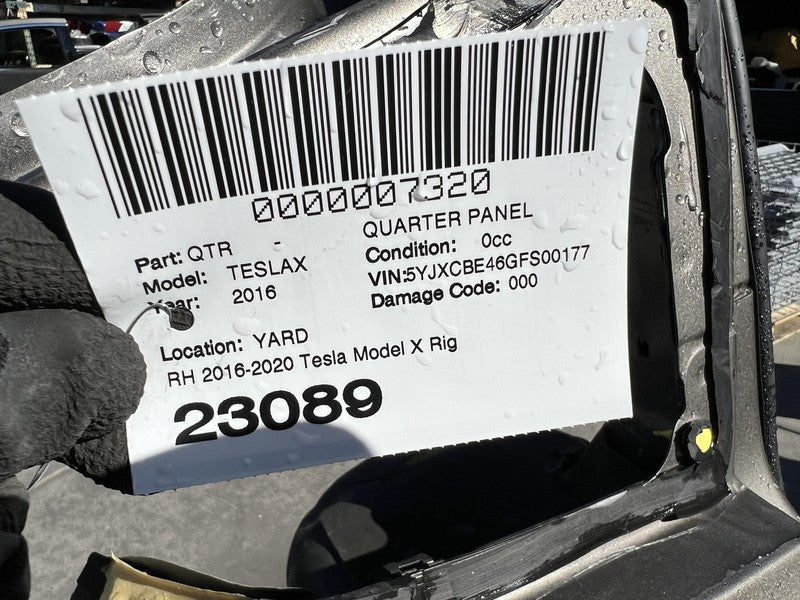 0000007320
QUARTER PANEL
Part: QTR -
Condition: 0cc
Model: TESLAX
VIN:5YJXCBE46GFS00177
Year: 2016
Damage Code: 000
Location: YARD
RH 2016-2020 Tesla Model X Rig
23089